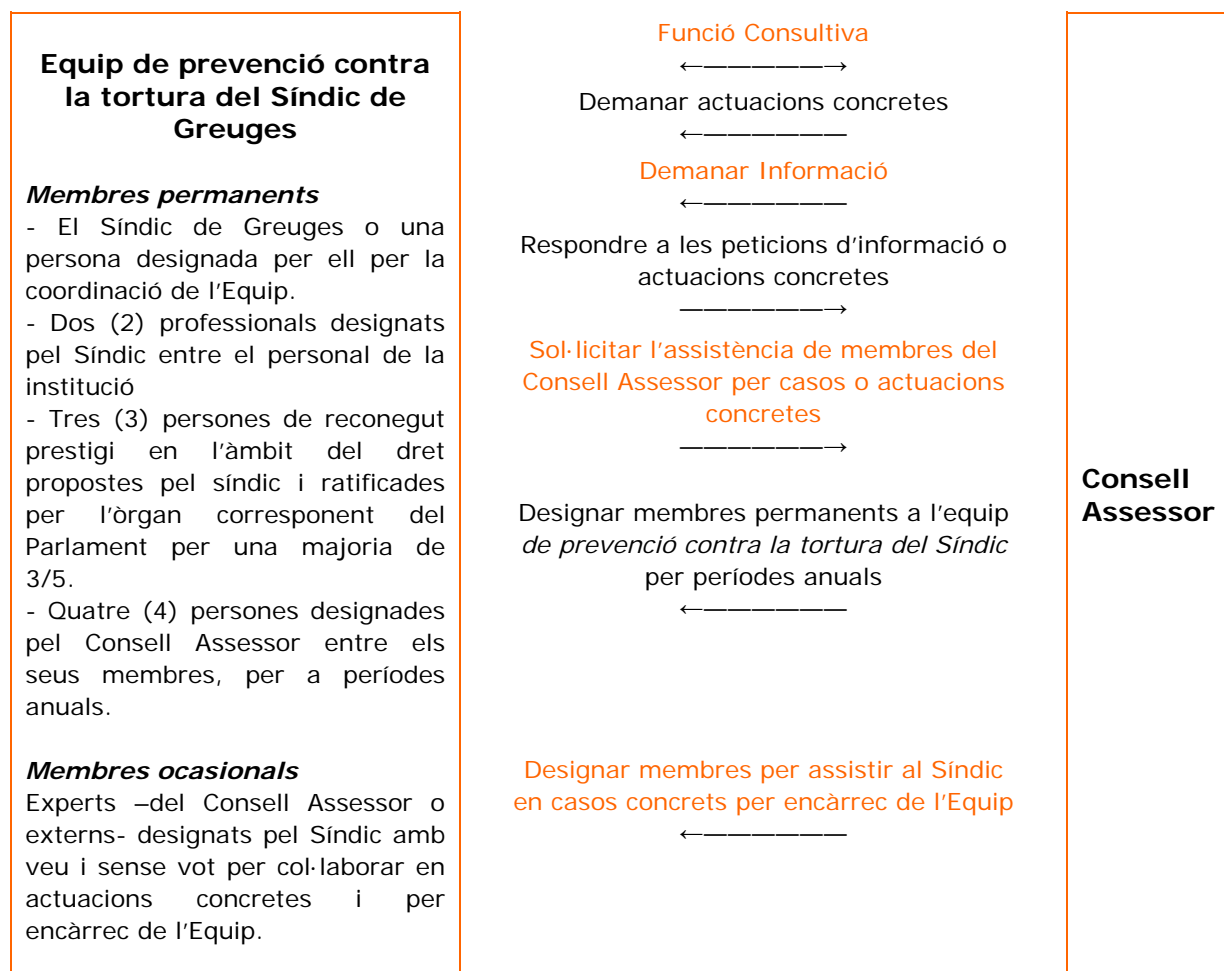 Equip de prevenció contra
la tortura del Síndic de
Greuges
Membres permanents
- El Síndic de Greuges o una
persona designada per ell per la
coordinació de l'Equip.
- Dos (2) professionals designats
pel Síndic entre el personal de la
institució
- Tres (3) persones de reconegut
prestigi en l'àmbit del dret
propostes pel síndic i ratificades
per l'òrgan corresponent del
Parlament per una majoria de
3/5.
- Quatre (4) persones designades
pel Consell Assessor entre els
seus membres, per a períodes
anuals.
Membres ocasionals
Experts –del Consell Assessor o
externs- designats pel Síndic amb
veu i sense vot per col·laborar en
actuacions concretes i per
encàrrec de l'Equip.
Funció Consultiva
←——————→
Demanar actuacions concretes
←——————
Demanar Informació
←——————
Respondre a les peticions d'informació o
actuacions concretes
——————→
Sol·licitar l'assistència de membres del
Consell Assessor per casos o actuacions
concretes
——————→
Designar membres permanents a l'equip
de prevenció contra la tortura del Síndic
per períodes anuals
←——————
Designar membres per assistir al Síndic
en casos concrets per encàrrec de l'Equip
←——————
Consell
Assessor